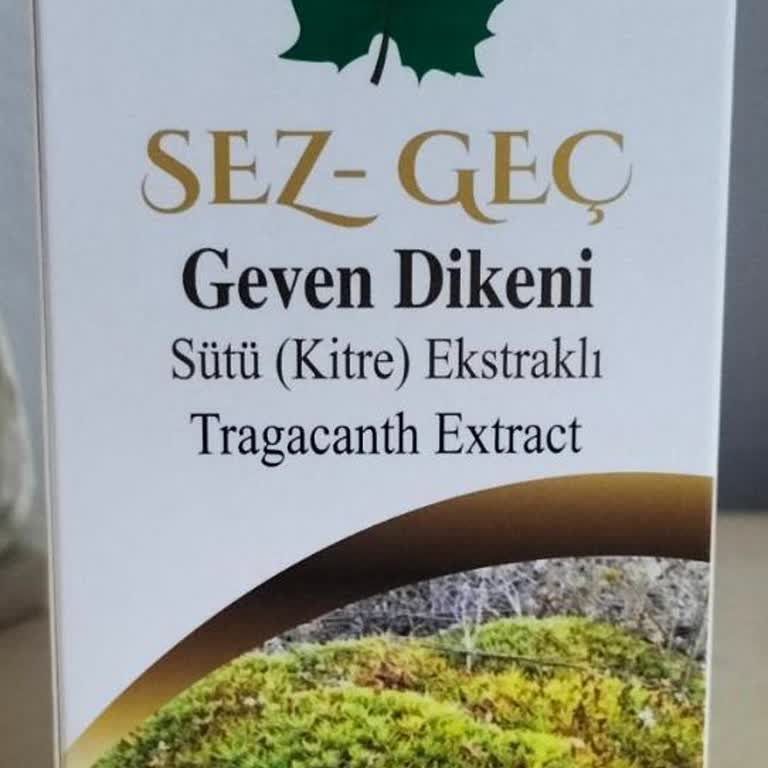 SEZ- GEÇ
Geven Dikeni
Sütü (Kitre) Ekstraklı
Tragacanth Extract